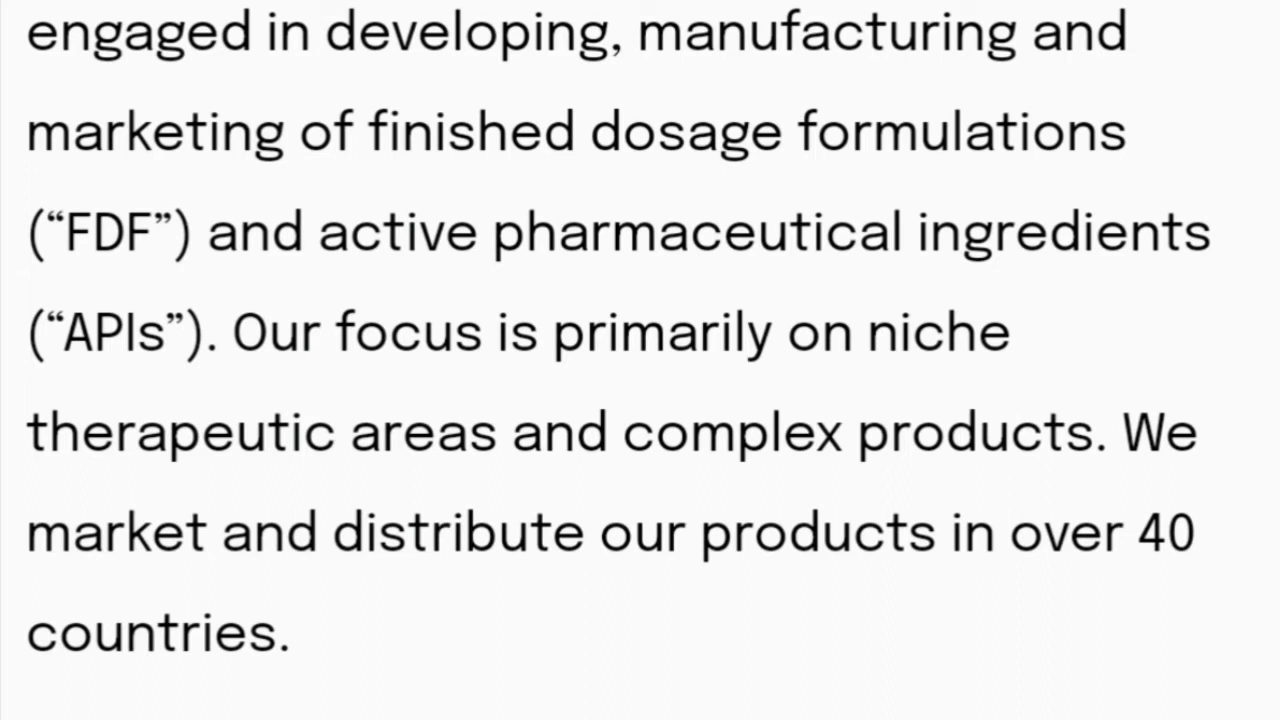 engaged in developing, manufacturing and
marketing of finished dosage formulations
(“FDF”) and active pharmaceutical ingredients
(“APIs”). Our focus is primarily on niche
therapeutic areas and complex products. We
market and distribute our products in over 40
countries.